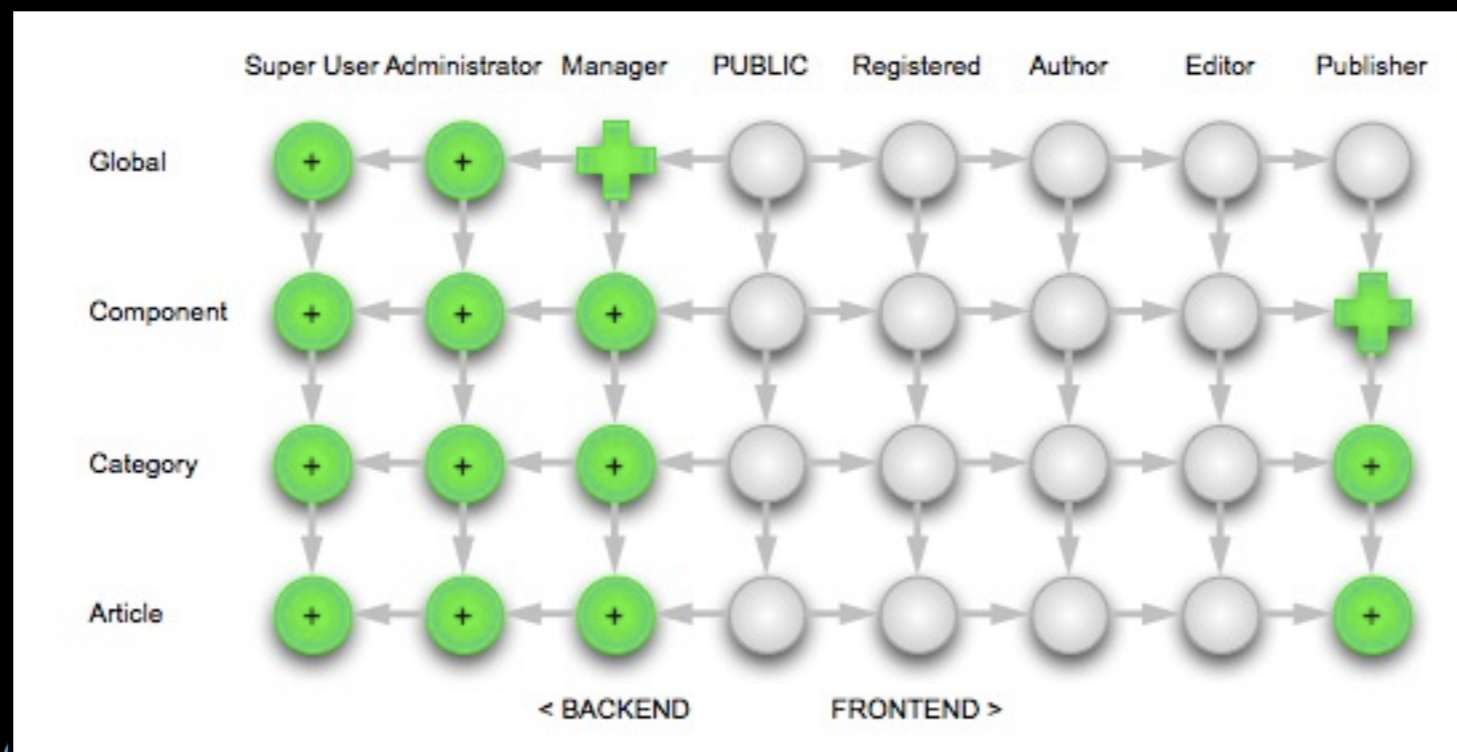 Super User Administrator Manager PUBLIC Registered Author Editor Publisher
Global + +
Component + + +
Category + + + +
Article + + + +
< BACKEND FRONTEND >